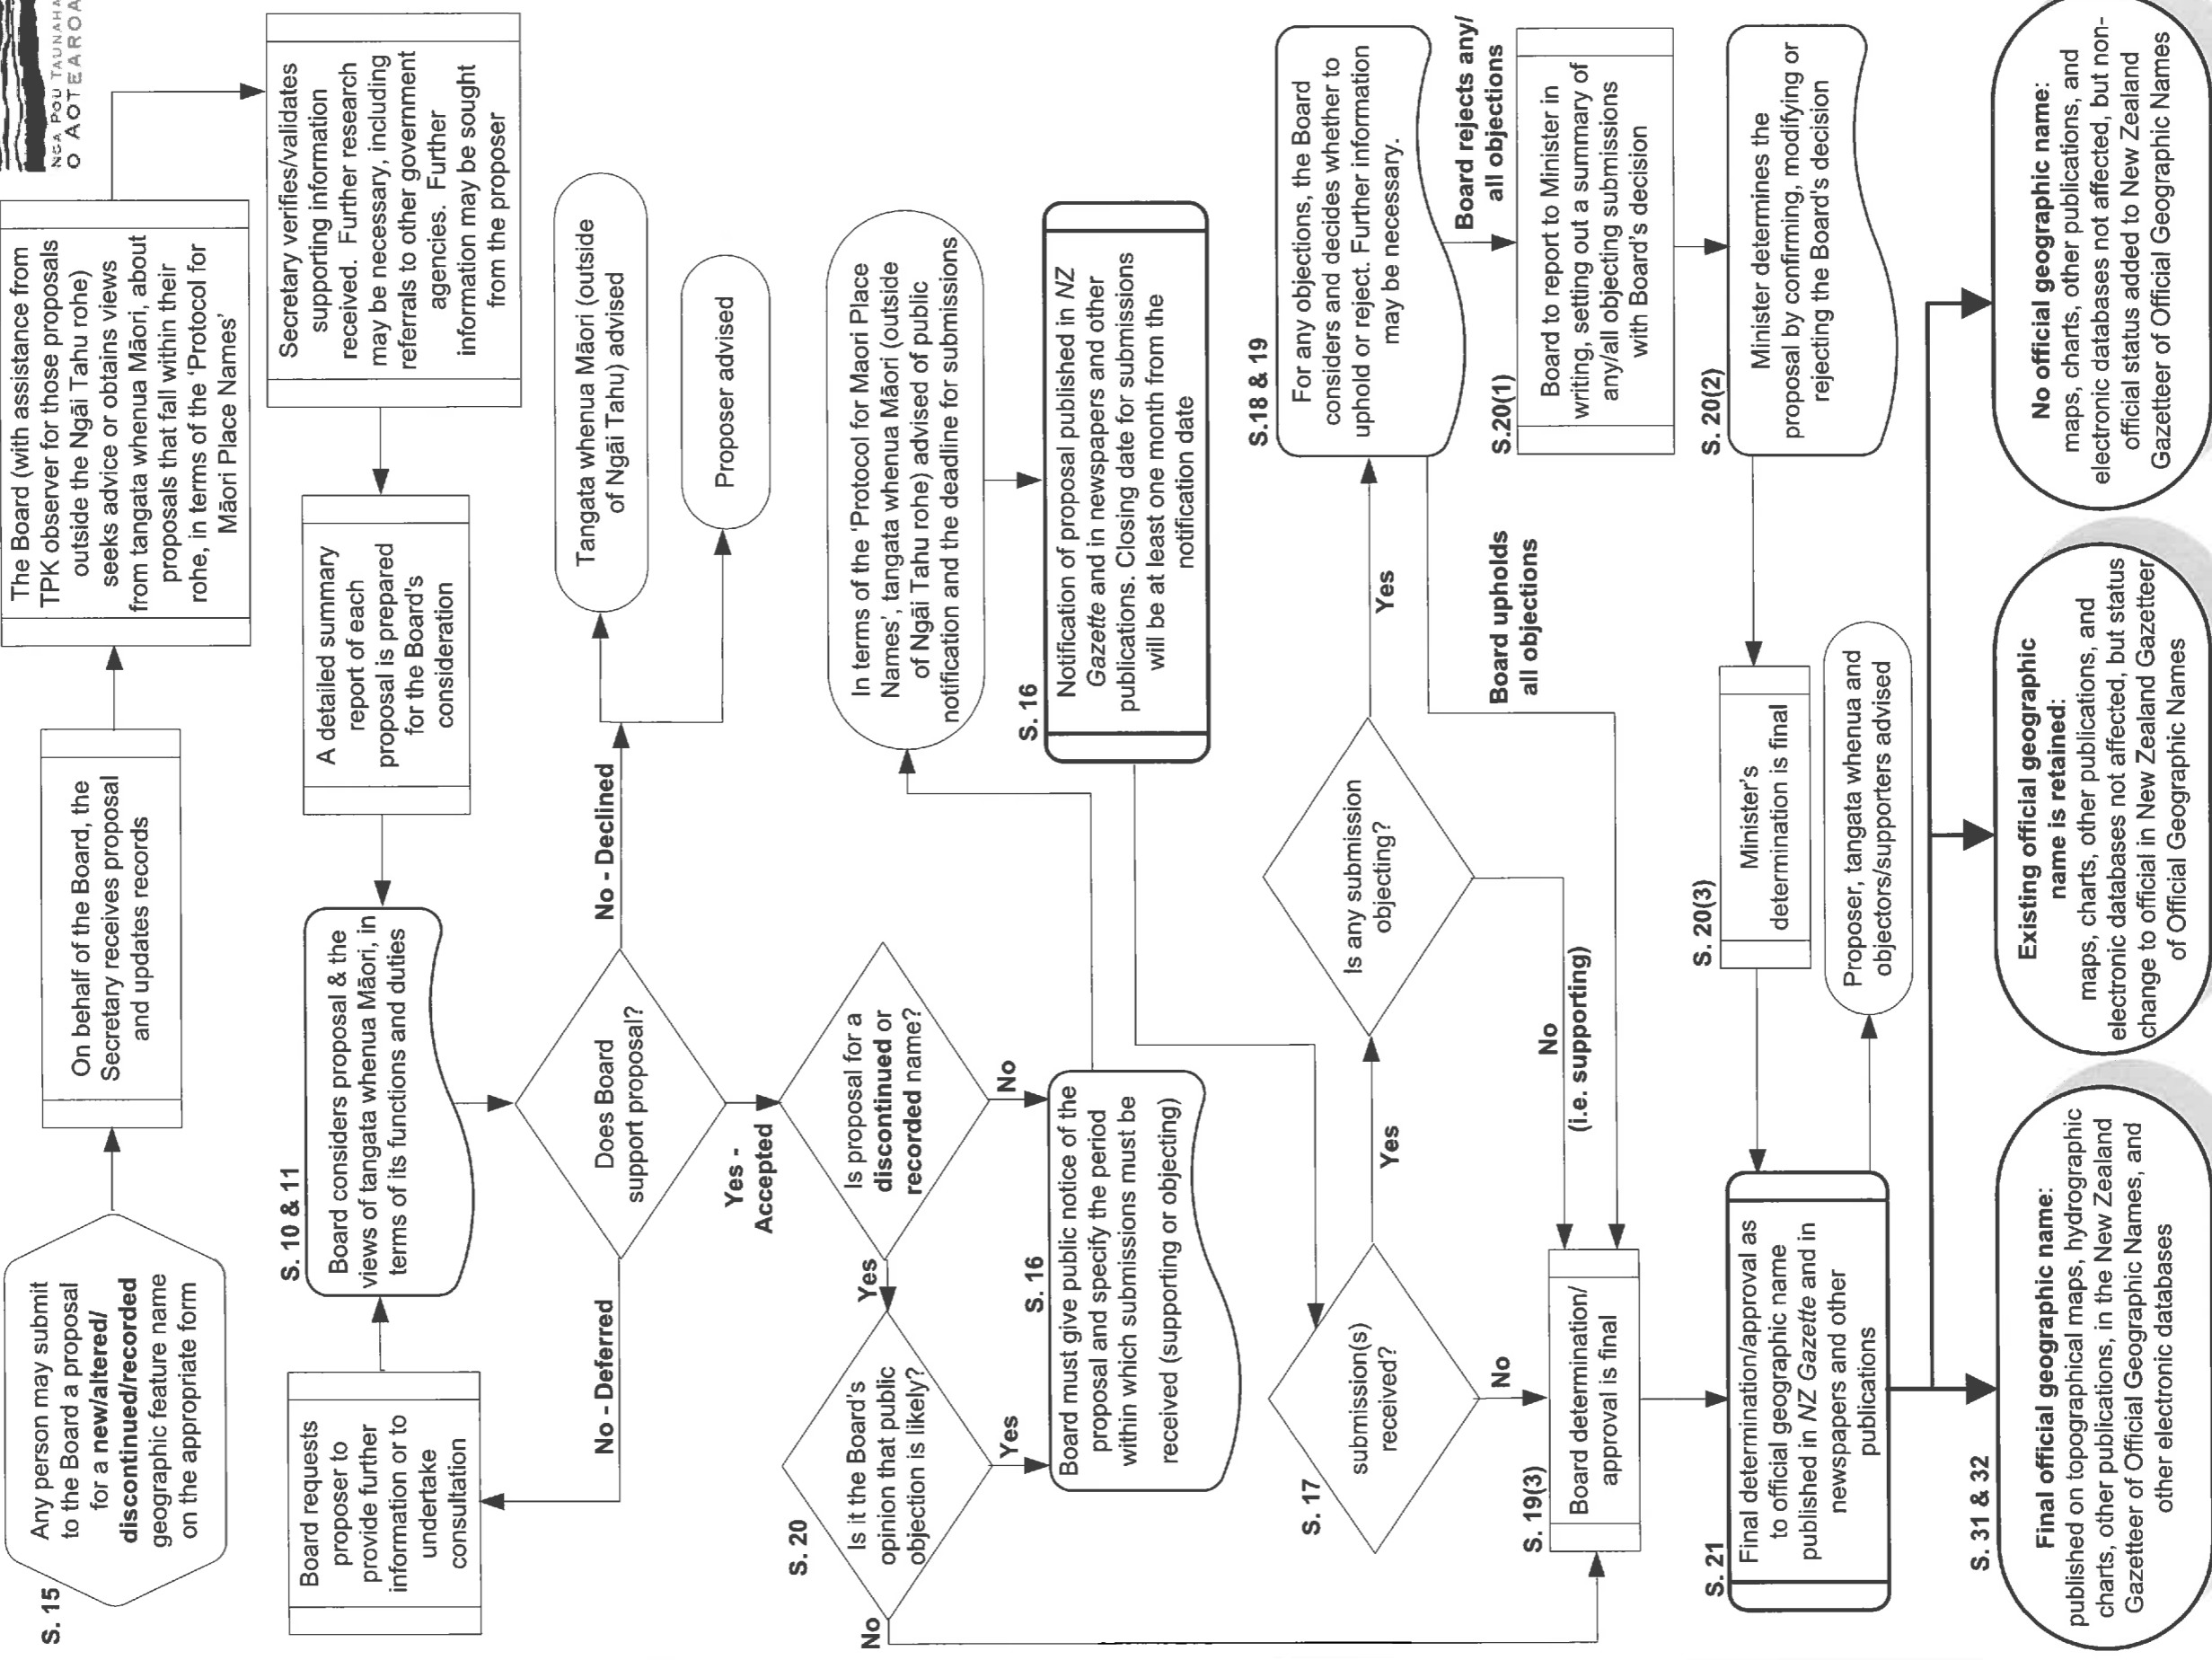 NGA POU TAUNAHA
O AOTEAROA
S. 15
Any person may submit
to the Board a proposal
for a new/altered/
discontinued/recorded
geographic feature name
on the appropriate form
On behalf of the Board, the
Secretary receives proposal
and updates records
The Board (with assistance from
TPK observer for those proposals
outside the Ngāi Tahu rohe)
seeks advice or obtains views
from tangata whenua Māori, about
proposals that fall within their
rohe, in terms of the 'Protocol for
Māori Place Names'
Secretary verifies/validates
supporting information
received. Further research
may be necessary, including
referrals to other government
agencies. Further
information may be sought
from the proposer
A detailed summary
report of each
proposal is prepared
for the Board's
consideration
S. 10 & 11
Board considers proposal & the
views of tangata whenua Māori, in
terms of its functions and duties
Board requests
proposer to
provide further
information or to
undertake
consultation
No - Deferred
Does Board
support proposal?
No - Declined
Tangata whenua Māori (outside
of Ngāi Tahu) advised
Proposer advised
Yes -
Accepted
Is proposal for a
discontinued or
recorded name?
Yes
No
S. 20
Is it the Board's
opinion that public
objection is likely?
No
Yes
S. 16
Board must give public notice of the
proposal and specify the period
within which submissions must be
received (supporting or objecting)
In terms of the 'Protocol for Maori Place
Names', tangata whenua Māori (outside
of Ngāi Tahu rohe) advised of public
notification and the deadline for submissions
S. 16
Notification of proposal published in NZ
Gazette and in newspapers and other
publications. Closing date for submissions
will be at least one month from the
notification date
S. 17
submission(s)
received?
Yes
No
Is any submission
objecting?
Yes
No
(i.e. supporting)
S.18 & 19
For any objections, the Board
considers and decides whether to
uphold or reject. Further information
may be necessary.
Board upholds
all objections
Board rejects any/
all objections
S. 19(3)
Board determination/
approval is final
S.20(1)
Board to report to Minister in
writing, setting out a summary of
any/all objecting submissions
with Board's decision
S. 20(2)
Minister determines the
proposal by confirming, modifying or
rejecting the Board's decision
S. 20(3)
Minister's
determination is final
S. 21
Final determination/approval as
to official geographic name
published in NZ Gazette and in
newspapers and other
publications
Proposer, tangata whenua and
objectors/supporters advised
S. 31 & 32
Final official geographic name:
published on topographical maps, hydrographic
charts, other publications, in the New Zealand
Gazetteer of Official Geographic Names, and
other electronic databases
Existing official geographic
name is retained:
maps, charts, other publications, and
electronic databases not affected, but status
change to official in New Zealand Gazetteer
of Official Geographic Names
No official geographic name:
maps, charts, other publications, and
electronic databases not affected, but non-
official status added to New Zealand
Gazetteer of Official Geographic Names